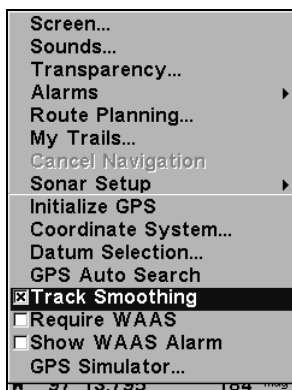 Screen...
Sounds...
Transparency...
Alarms
Route Planning...
My Trails...
Cancel Navigation
Sonar Setup
Initialize GPS
Coordinate System...
Datum Selection...
GPS Auto Search
Track Smoothing
Require WAAS
Show WAAS Alarm
GPS Simulator...